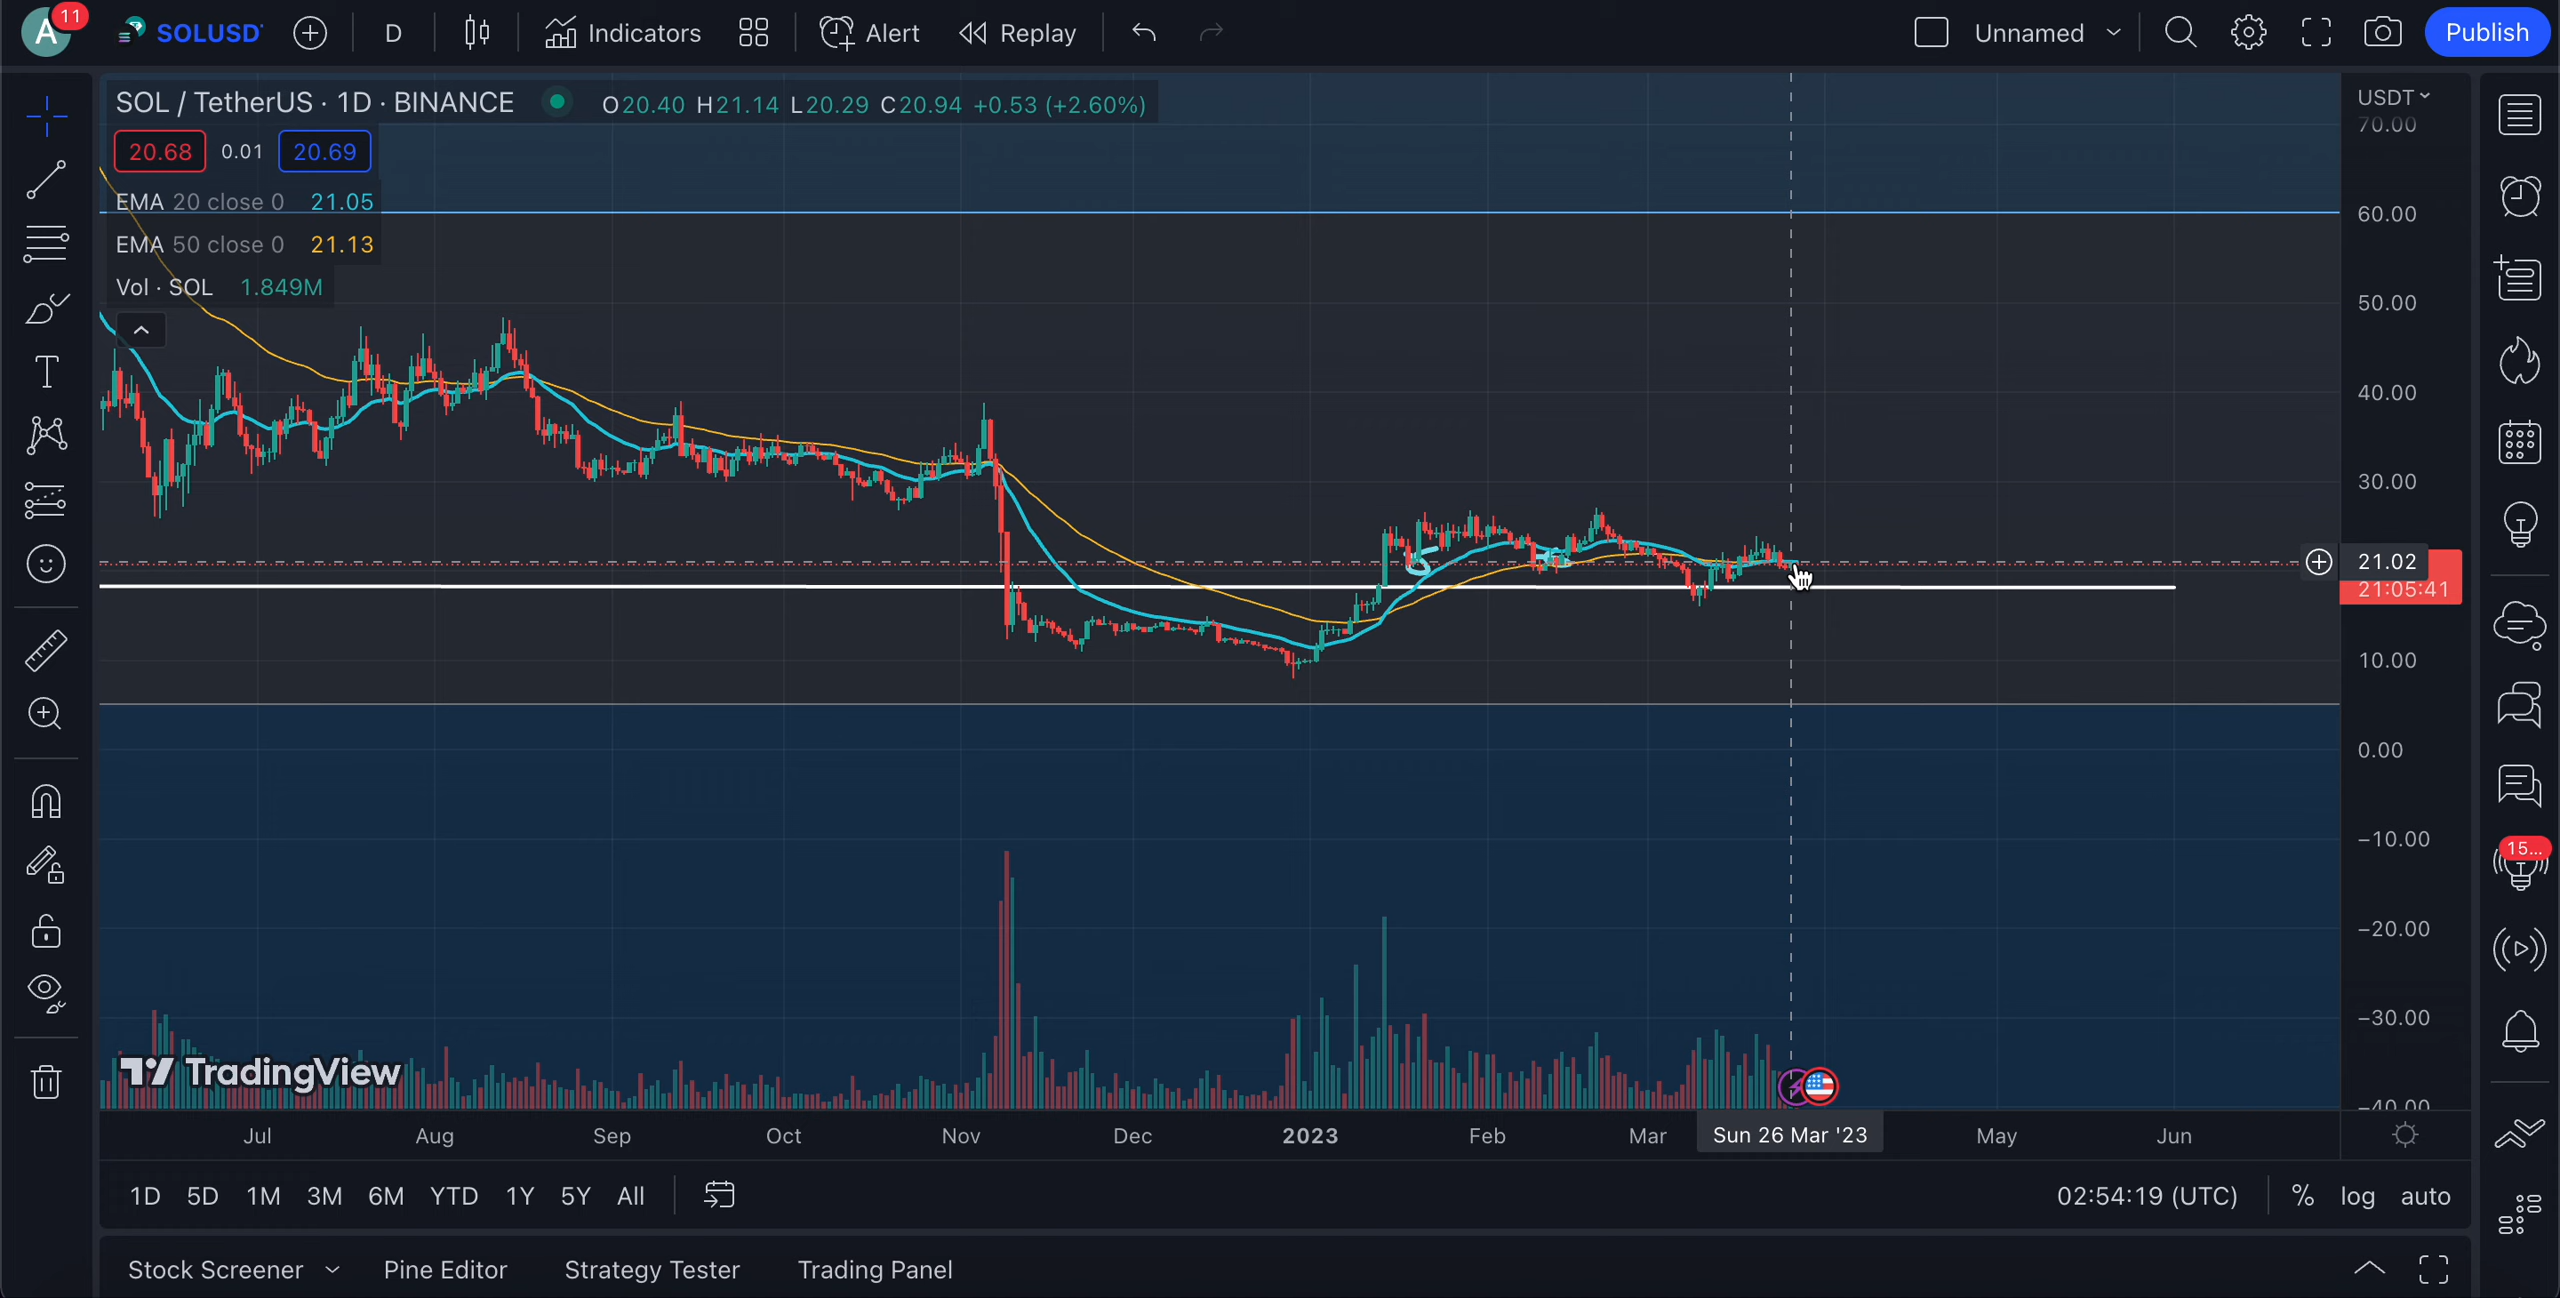 A 11 SOLUSD D Indicators Alert Replay Unnamed Publish
SOL / TetherUS · 1D · BINANCE O20.40 H21.14 L20.29 C20.94 +0.53 (+2.60%)
20.68 0.01 20.69
EMA 20 close 0 21.05
EMA 50 close 0 21.13
Vol · SOL 1.849M
USDT
70.00
60.00
50.00
40.00
30.00
21.02
21:05:41
10.00
0.00
−10.00
−20.00
−30.00
−40.00
15...
TradingView
Jul Aug Sep Oct Nov Dec 2023 Feb Mar Sun 26 Mar '23 May Jun
1D 5D 1M 3M 6M YTD 1Y 5Y All 02:54:19 (UTC) % log auto
Stock Screener Pine Editor Strategy Tester Trading Panel